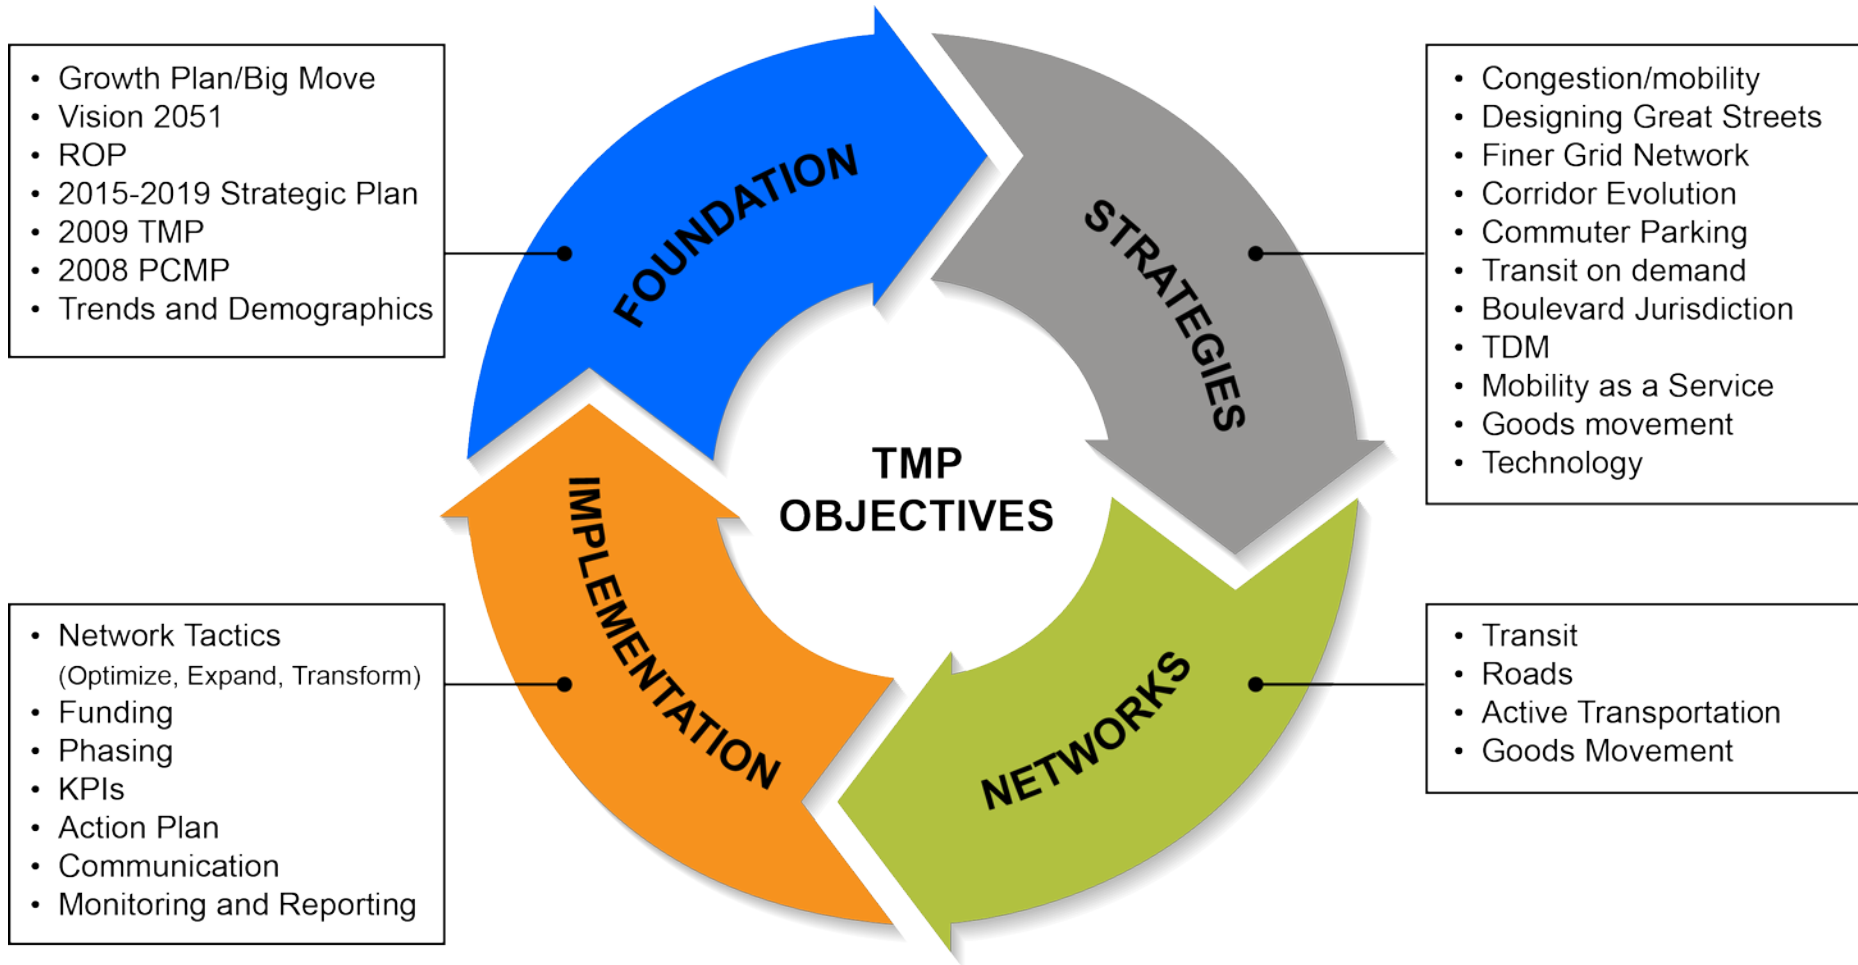 • Growth Plan/Big Move
• Vision 2051
• ROP
• 2015-2019 Strategic Plan
• 2009 TMP
• 2008 PCMP
• Trends and Demographics
FOUNDATION
STRATEGIES
• Congestion/mobility
• Designing Great Streets
• Finer Grid Network
• Corridor Evolution
• Commuter Parking
• Transit on demand
• Boulevard Jurisdiction
• TDM
• Mobility as a Service
• Goods movement
• Technology
TMP
OBJECTIVES
• Network Tactics
(Optimize, Expand, Transform)
• Funding
• Phasing
• KPIs
• Action Plan
• Communication
• Monitoring and Reporting
IMPLEMENTATION
NETWORKS
• Transit
• Roads
• Active Transportation
• Goods Movement